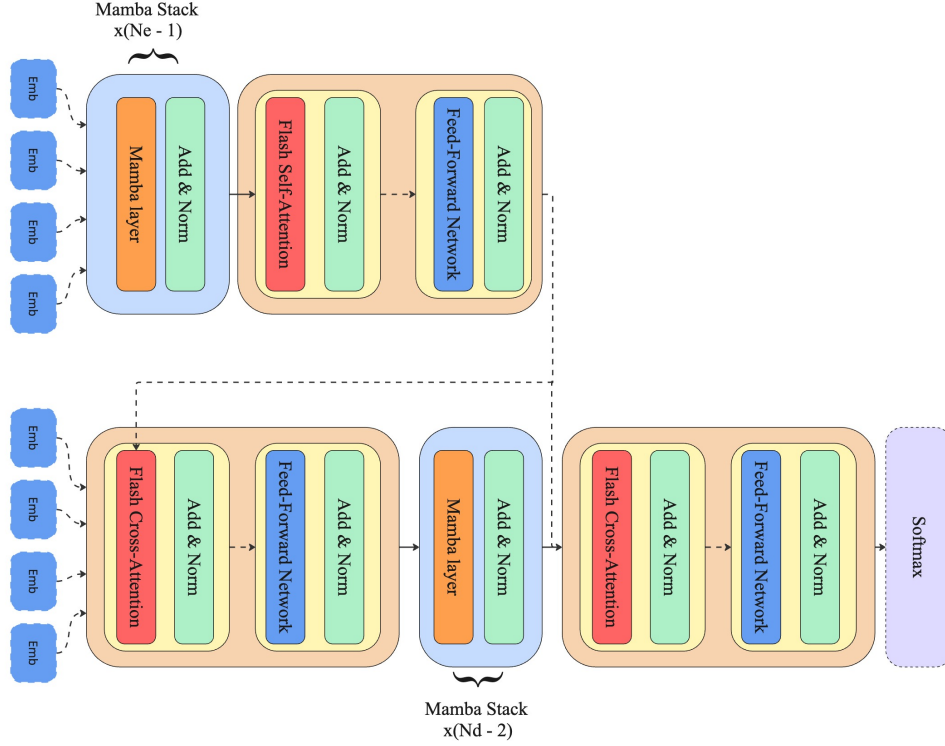 Mamba Stack
x(Ne - 1)
Emb
Emb
Emb
Emb
Mamba layer
Add & Norm
Flash Self-Attention
Add & Norm
Feed-Forward Network
Add & Norm
Emb
Emb
Emb
Emb
Flash Cross-Attention
Add & Norm
Feed-Forward Network
Add & Norm
Mamba layer
Add & Norm
Flash Cross-Attention
Add & Norm
Feed-Forward Network
Add & Norm
Softmax
Mamba Stack
x(Nd - 2)